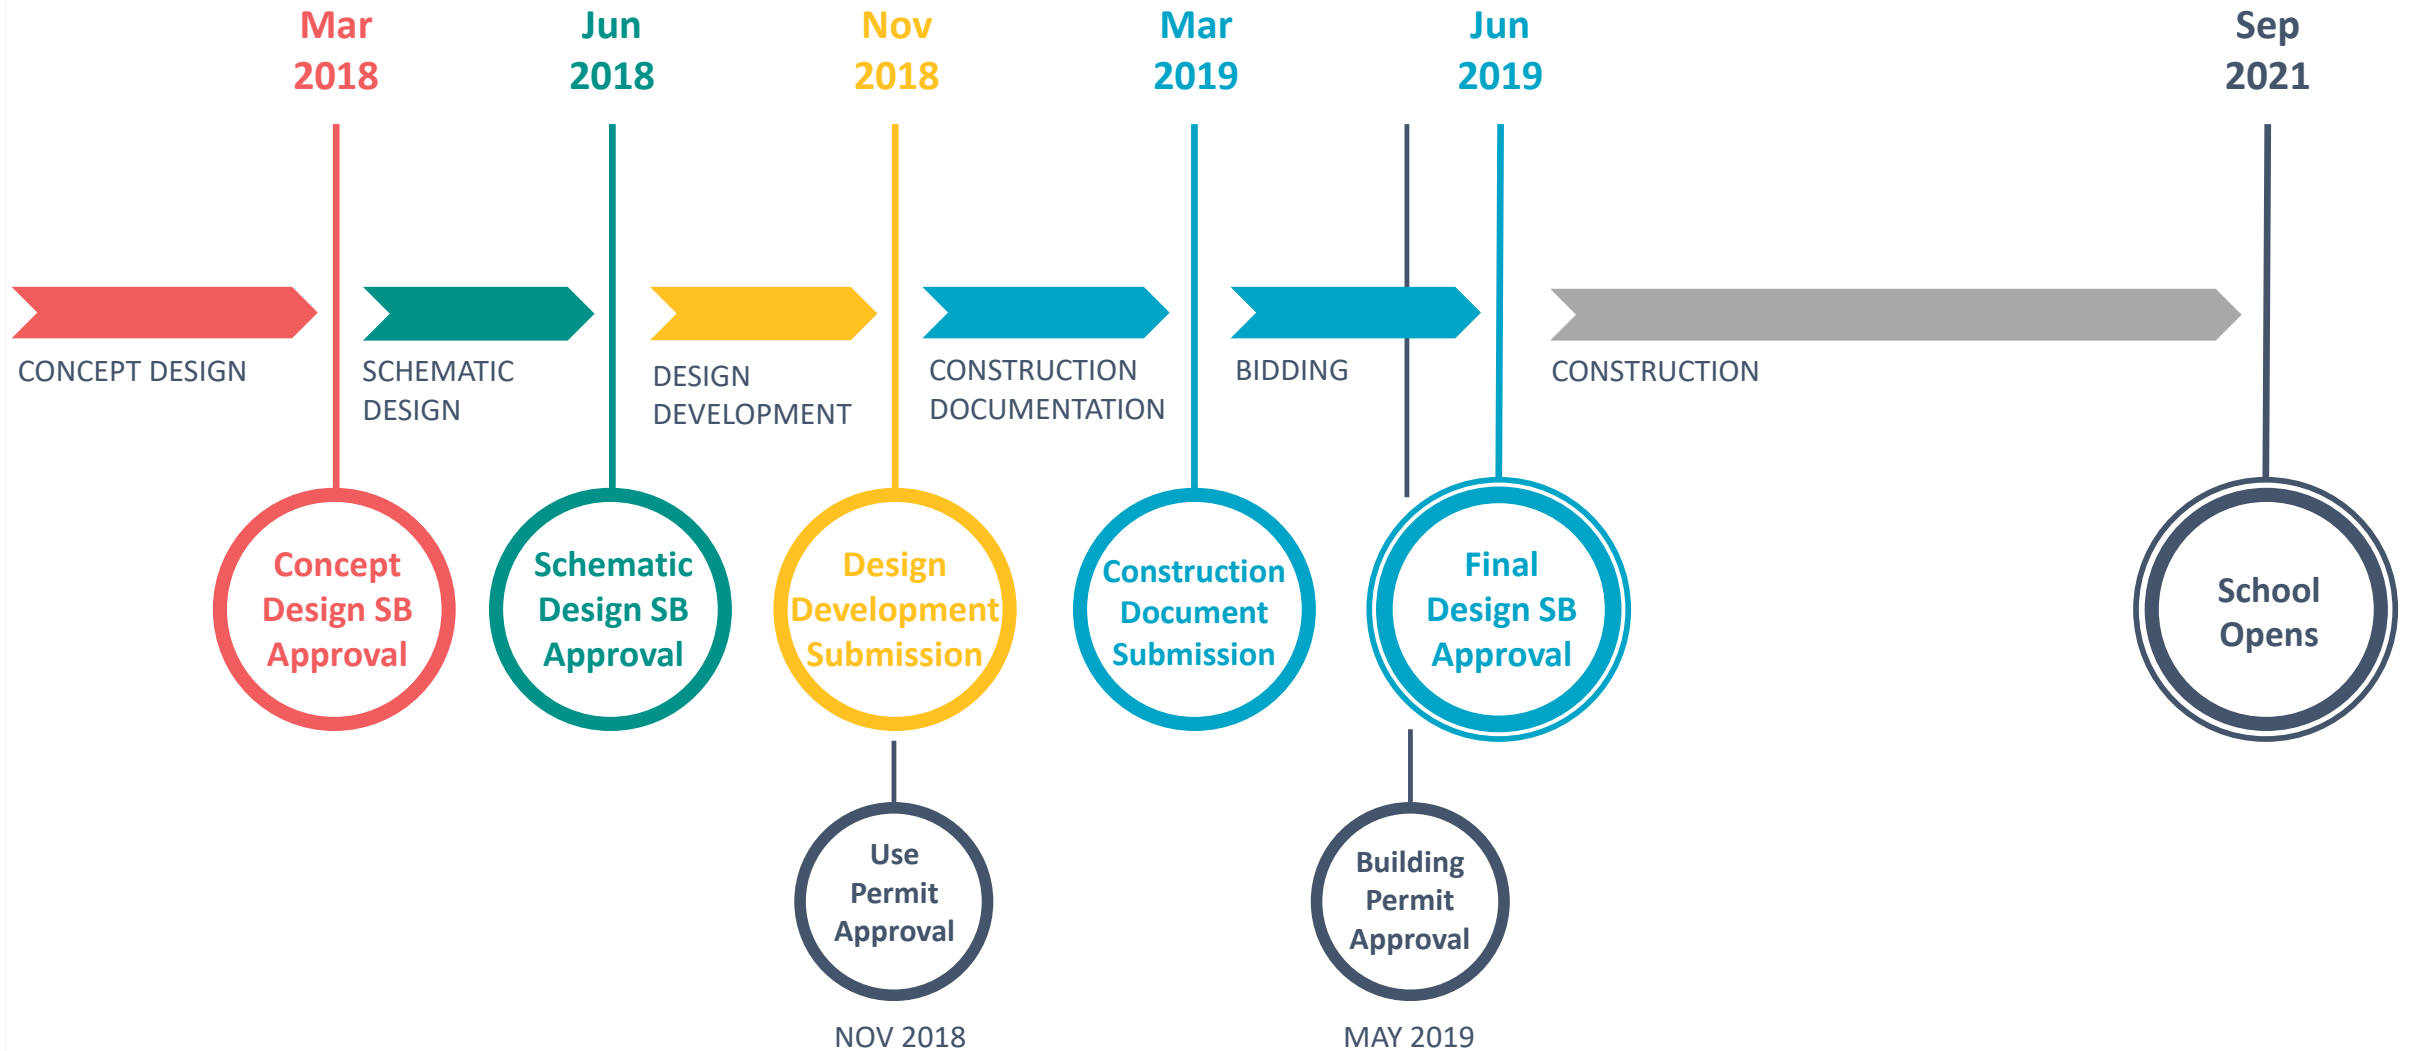 Mar
2018
Jun
2018
Nov
2018
Mar
2019
Jun
2019
Sep
2021
CONCEPT DESIGN
SCHEMATIC
DESIGN
DESIGN
DEVELOPMENT
CONSTRUCTION
DOCUMENTATION
BIDDING
CONSTRUCTION
Concept
Design SB
Approval
Schematic
Design SB
Approval
Design
Development
Submission
Construction
Document
Submission
Final
Design SB
Approval
School
Opens
Use
Permit
Approval
NOV 2018
Building
Permit
Approval
MAY 2019